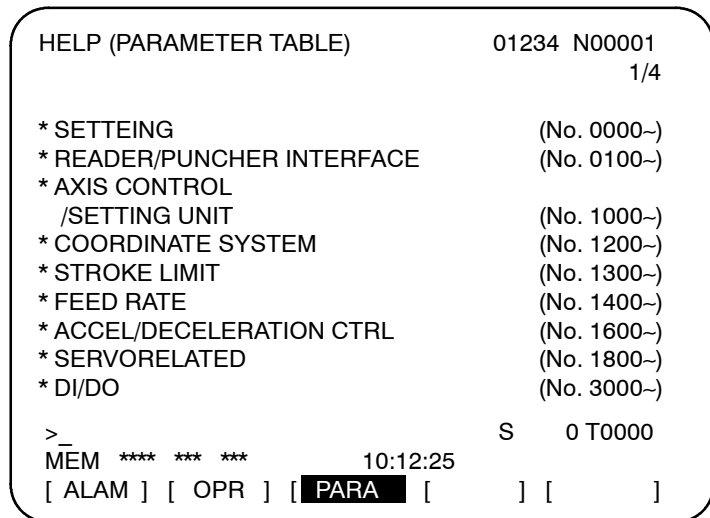 HELP (PARAMETER TABLE) 01234 N00001
1/4
* SETTEING (No. 0000~)
* READER/PUNCHER INTERFACE (No. 0100~)
* AXIS CONTROL
/SETTING UNIT (No. 1000~)
* COORDINATE SYSTEM (No. 1200~)
* STROKE LIMIT (No. 1300~)
* FEED RATE (No. 1400~)
* ACCEL/DECELERATION CTRL (No. 1600~)
* SERVORELATED (No. 1800~)
* DI/DO (No. 3000~)
>_ S 0 T0000
MEM **** *** *** 10:12:25
[ ALAM ] [ OPR ] [ PARA [ ] [ ]